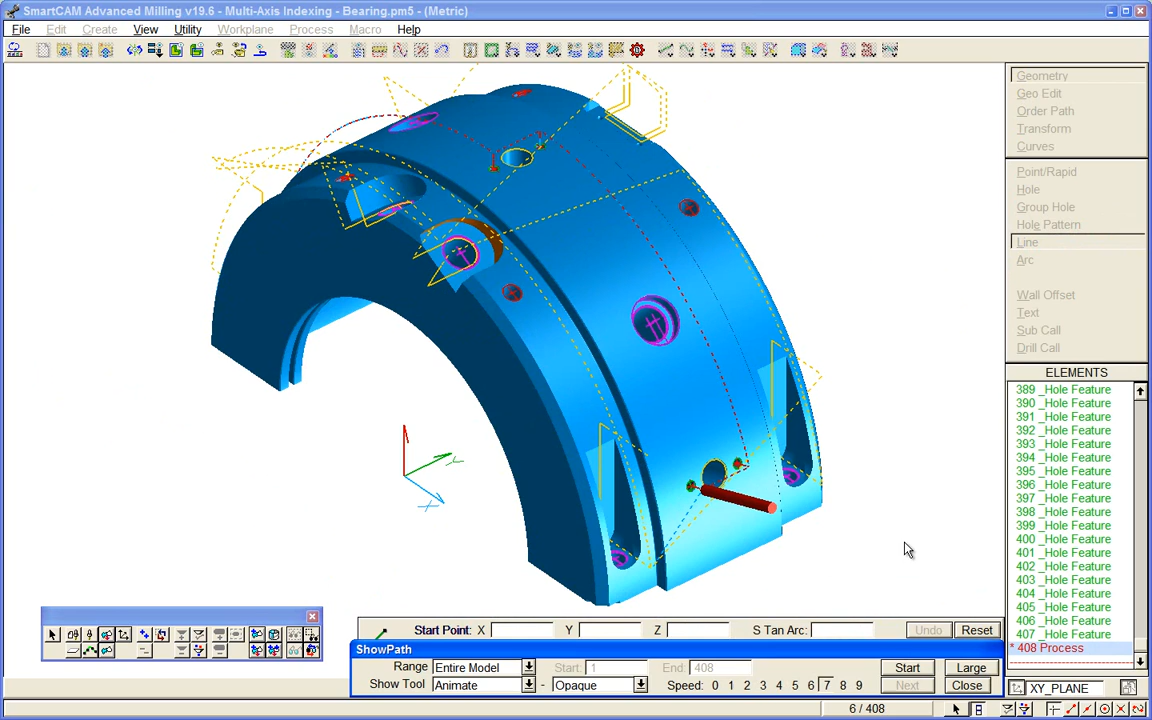 SmartCAM Advanced Milling v19.6 - Multi-Axis Indexing - Bearing.pm5 - (Metric)
File Edit Create View Utility Workplane Process Macro Help
Geometry
Geo Edit
Order Path
Transform
Curves
Point/Rapid
Hole
Group Hole
Hole Pattern
Line
Arc
Wall Offset
Text
Sub Call
Drill Call
ELEMENTS
389 _Hole Feature
390 _Hole Feature
391 _Hole Feature
392 _Hole Feature
393 _Hole Feature
394 _Hole Feature
395 _Hole Feature
396 _Hole Feature
397 _Hole Feature
398 _Hole Feature
399 _Hole Feature
400 _Hole Feature
401 _Hole Feature
402 _Hole Feature
403 _Hole Feature
404 _Hole Feature
405 _Hole Feature
406 _Hole Feature
407 _Hole Feature
* 408 Process
Y
X
Start Point: X Y Z S Tan Arc: Undo Reset
ShowPath
Range Entire Model Start: 1 End: 408 Start Large
Show Tool Animate - Opaque Speed: 0 1 2 3 4 5 6 7 8 9 Next Close
XY_PLANE
6 / 408